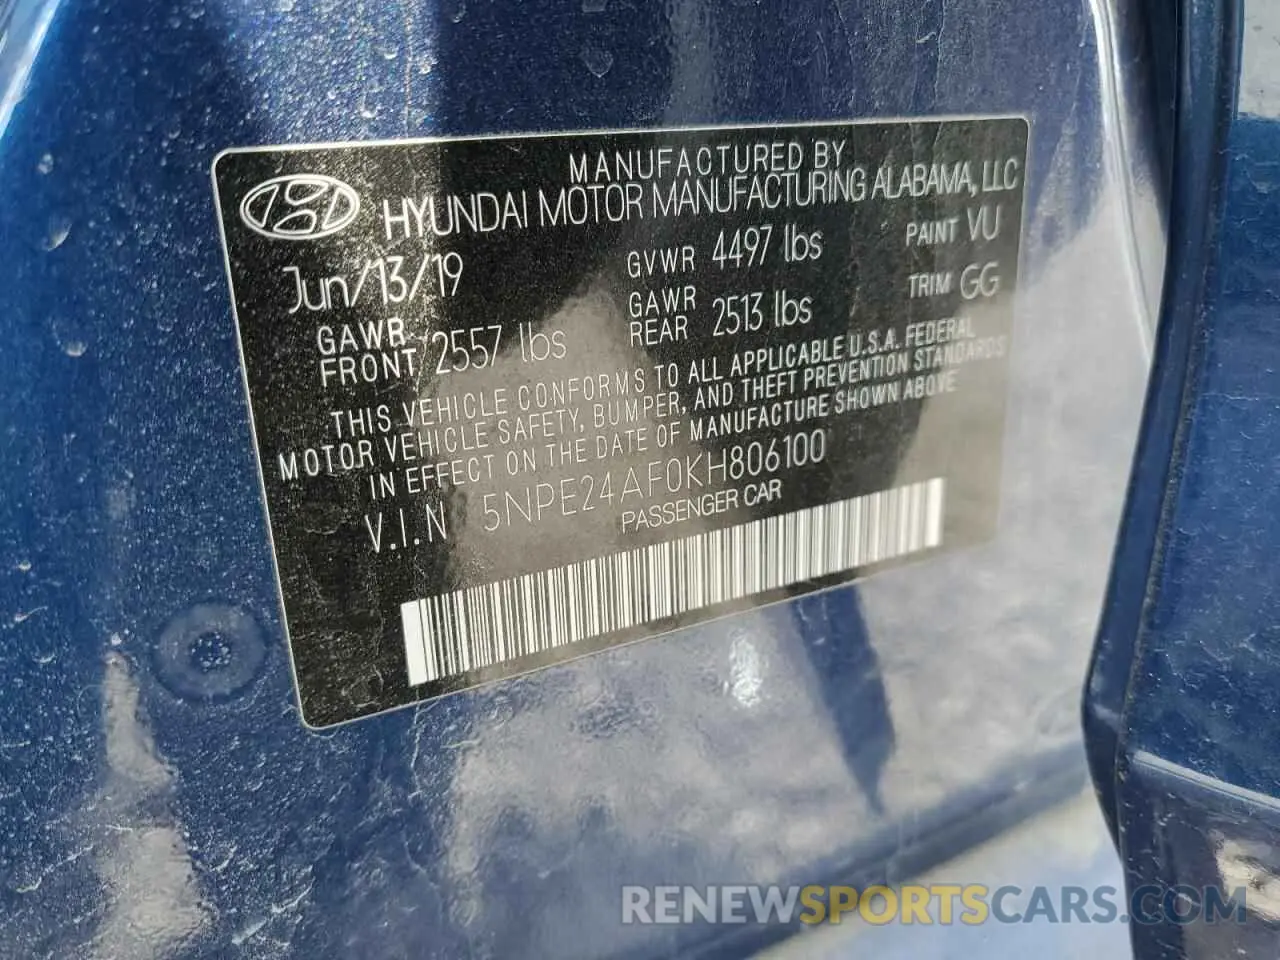 MANUFACTURED BY
HYUNDAI MOTOR MANUFACTURING ALABAMA, LLC
Jun/13/19 GVWR 4497 lbs PAINT VU
GAWR FRONT 2557 lbs GAWR REAR 2513 lbs TRIM GG
THIS VEHICLE CONFORMS TO ALL APPLICABLE U.S.A. FEDERAL
MOTOR VEHICLE SAFETY, BUMPER, AND THEFT PREVENTION STANDARDS
IN EFFECT ON THE DATE OF MANUFACTURE SHOWN ABOVE
V.I.N 5NPE24AF0KH806100
PASSENGER CAR
RENEWSPORTSCARS.COM